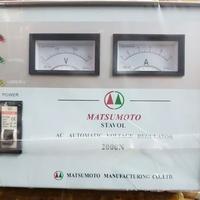 V
A
POWER
MATSUMOTO
STAVOL
AC AUTOMATIC VOLTAGE REGULATOR
2000N
MATSUMOTO MANUFACTURING CO.,LTD.